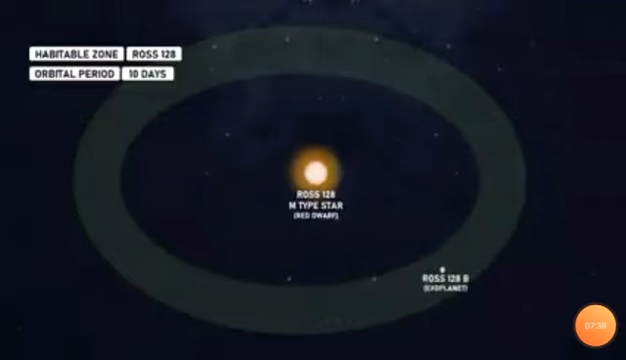 HABITABLE ZONE ROSS 128
ORBITAL PERIOD 10 DAYS
ROSS 128
M TYPE STAR
(RED DWARF)
ROSS 128 B
(EXOPLANET)
07:38